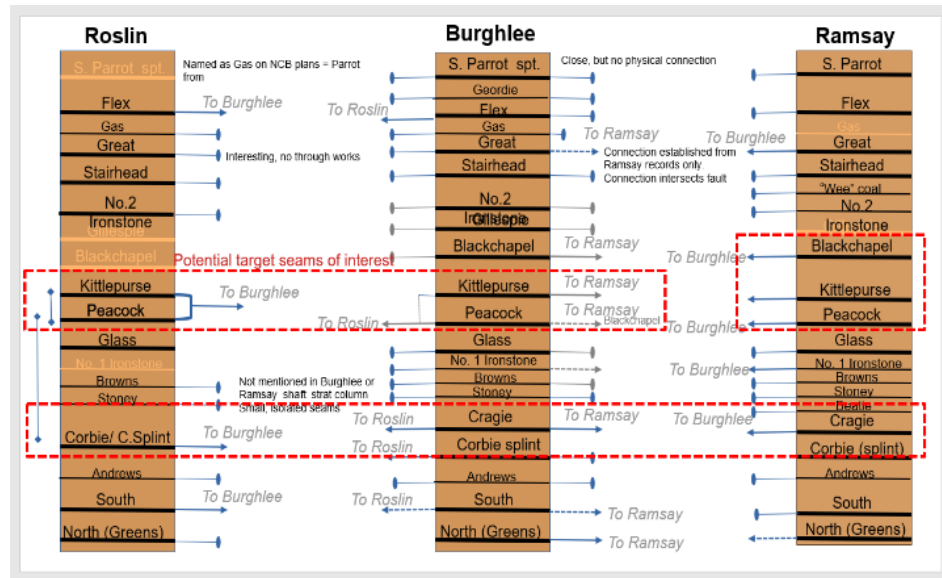 Roslin
Burghlee
Ramsay
S. Parrot spt.
Named as Gas on NCB plans = Parrot
from
Flex
To Burghlee
Gas
Great
Interesting, no through works
Stairhead
No.2
Ironstone
Gillespie
Blackchapel
Potential target seams of interest
Kittlepurse
To Burghlee
Peacock
Glass
No. 1 Ironstone
Browns
Stoney
Not mentioned in Burghlee or
Ramsay shaft strat column
Small, isolated seams
Corbie/ C.Splint
To Burghlee
Andrews
South
To Burghlee
North (Greens)
S. Parrot spt.
Close, but no physical connection
Geordie
To Roslin
Flex
Gas
To Ramsay
Great
Connection established from
Ramsay records only.
Connection intersects fault
Stairhead
No.2
Ironstone
Gillespie
Blackchapel
To Ramsay
Kittlepurse
To Ramsay
Peacock
To Ramsay
Blackchapel
To Roslin
Glass
No. 1 Ironstone
Browns
Stoney
To Roslin
Cragie
To Ramsay
To Roslin
Corbie splint
Andrews
To Roslin
South
To Ramsay
North (Greens)
To Ramsay
S. Parrot
Flex
Gas
To Burghlee
Great
Stairhead
"Wee" coal
No.2
Ironstone
Blackchapel
To Burghlee
Kittlepurse
Peacock
To Burghlee
Glass
No. 1 Ironstone
To Burghlee
Browns
Stoney
Beatie
To Burghlee
Cragie
Corbie (splint)
Andrews
South
North (Greens)